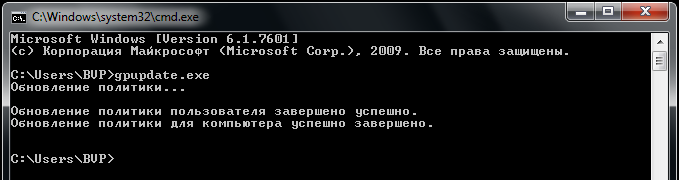 C:\Windows\system32\cmd.exe
Microsoft Windows [Version 6.1.7601]
(c) Корпорация Майкрософт (Microsoft Corp.), 2009. Все права защищены.
C:\Users\BVP>gpupdate.exe
Обновление политики...
Обновление политики пользователя завершено успешно.
Обновление политики для компьютера успешно завершено.
C:\Users\BVP>